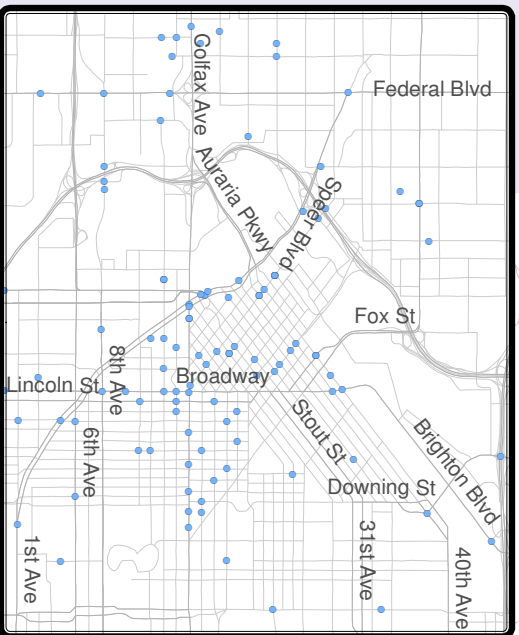 Colfax Ave
Federal Blvd
Auraria Pkwy
Speer Blvd
Fox St
8th Ave
Lincoln St
Broadway
6th Ave
Stout St
Brighton Blvd
Downing St
1st Ave
31st Ave
40th Ave